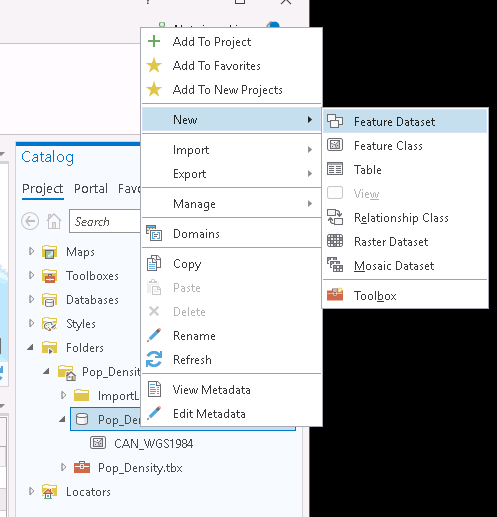 ?
Add To Project
Add To Favorites
Add To New Projects
New
Feature Dataset
Feature Class
Table
View
Relationship Class
Raster Dataset
Mosaic Dataset
Toolbox
Import
Export
Manage
Domains
Copy
Paste
Delete
Rename
Refresh
View Metadata
Edit Metadata
Catalog
Project Portal Favo
Search
Maps
Toolboxes
Databases
Styles
Folders
Pop_Density
ImportL
Pop_De
CAN_WGS1984
Pop_Density.tbx
Locators